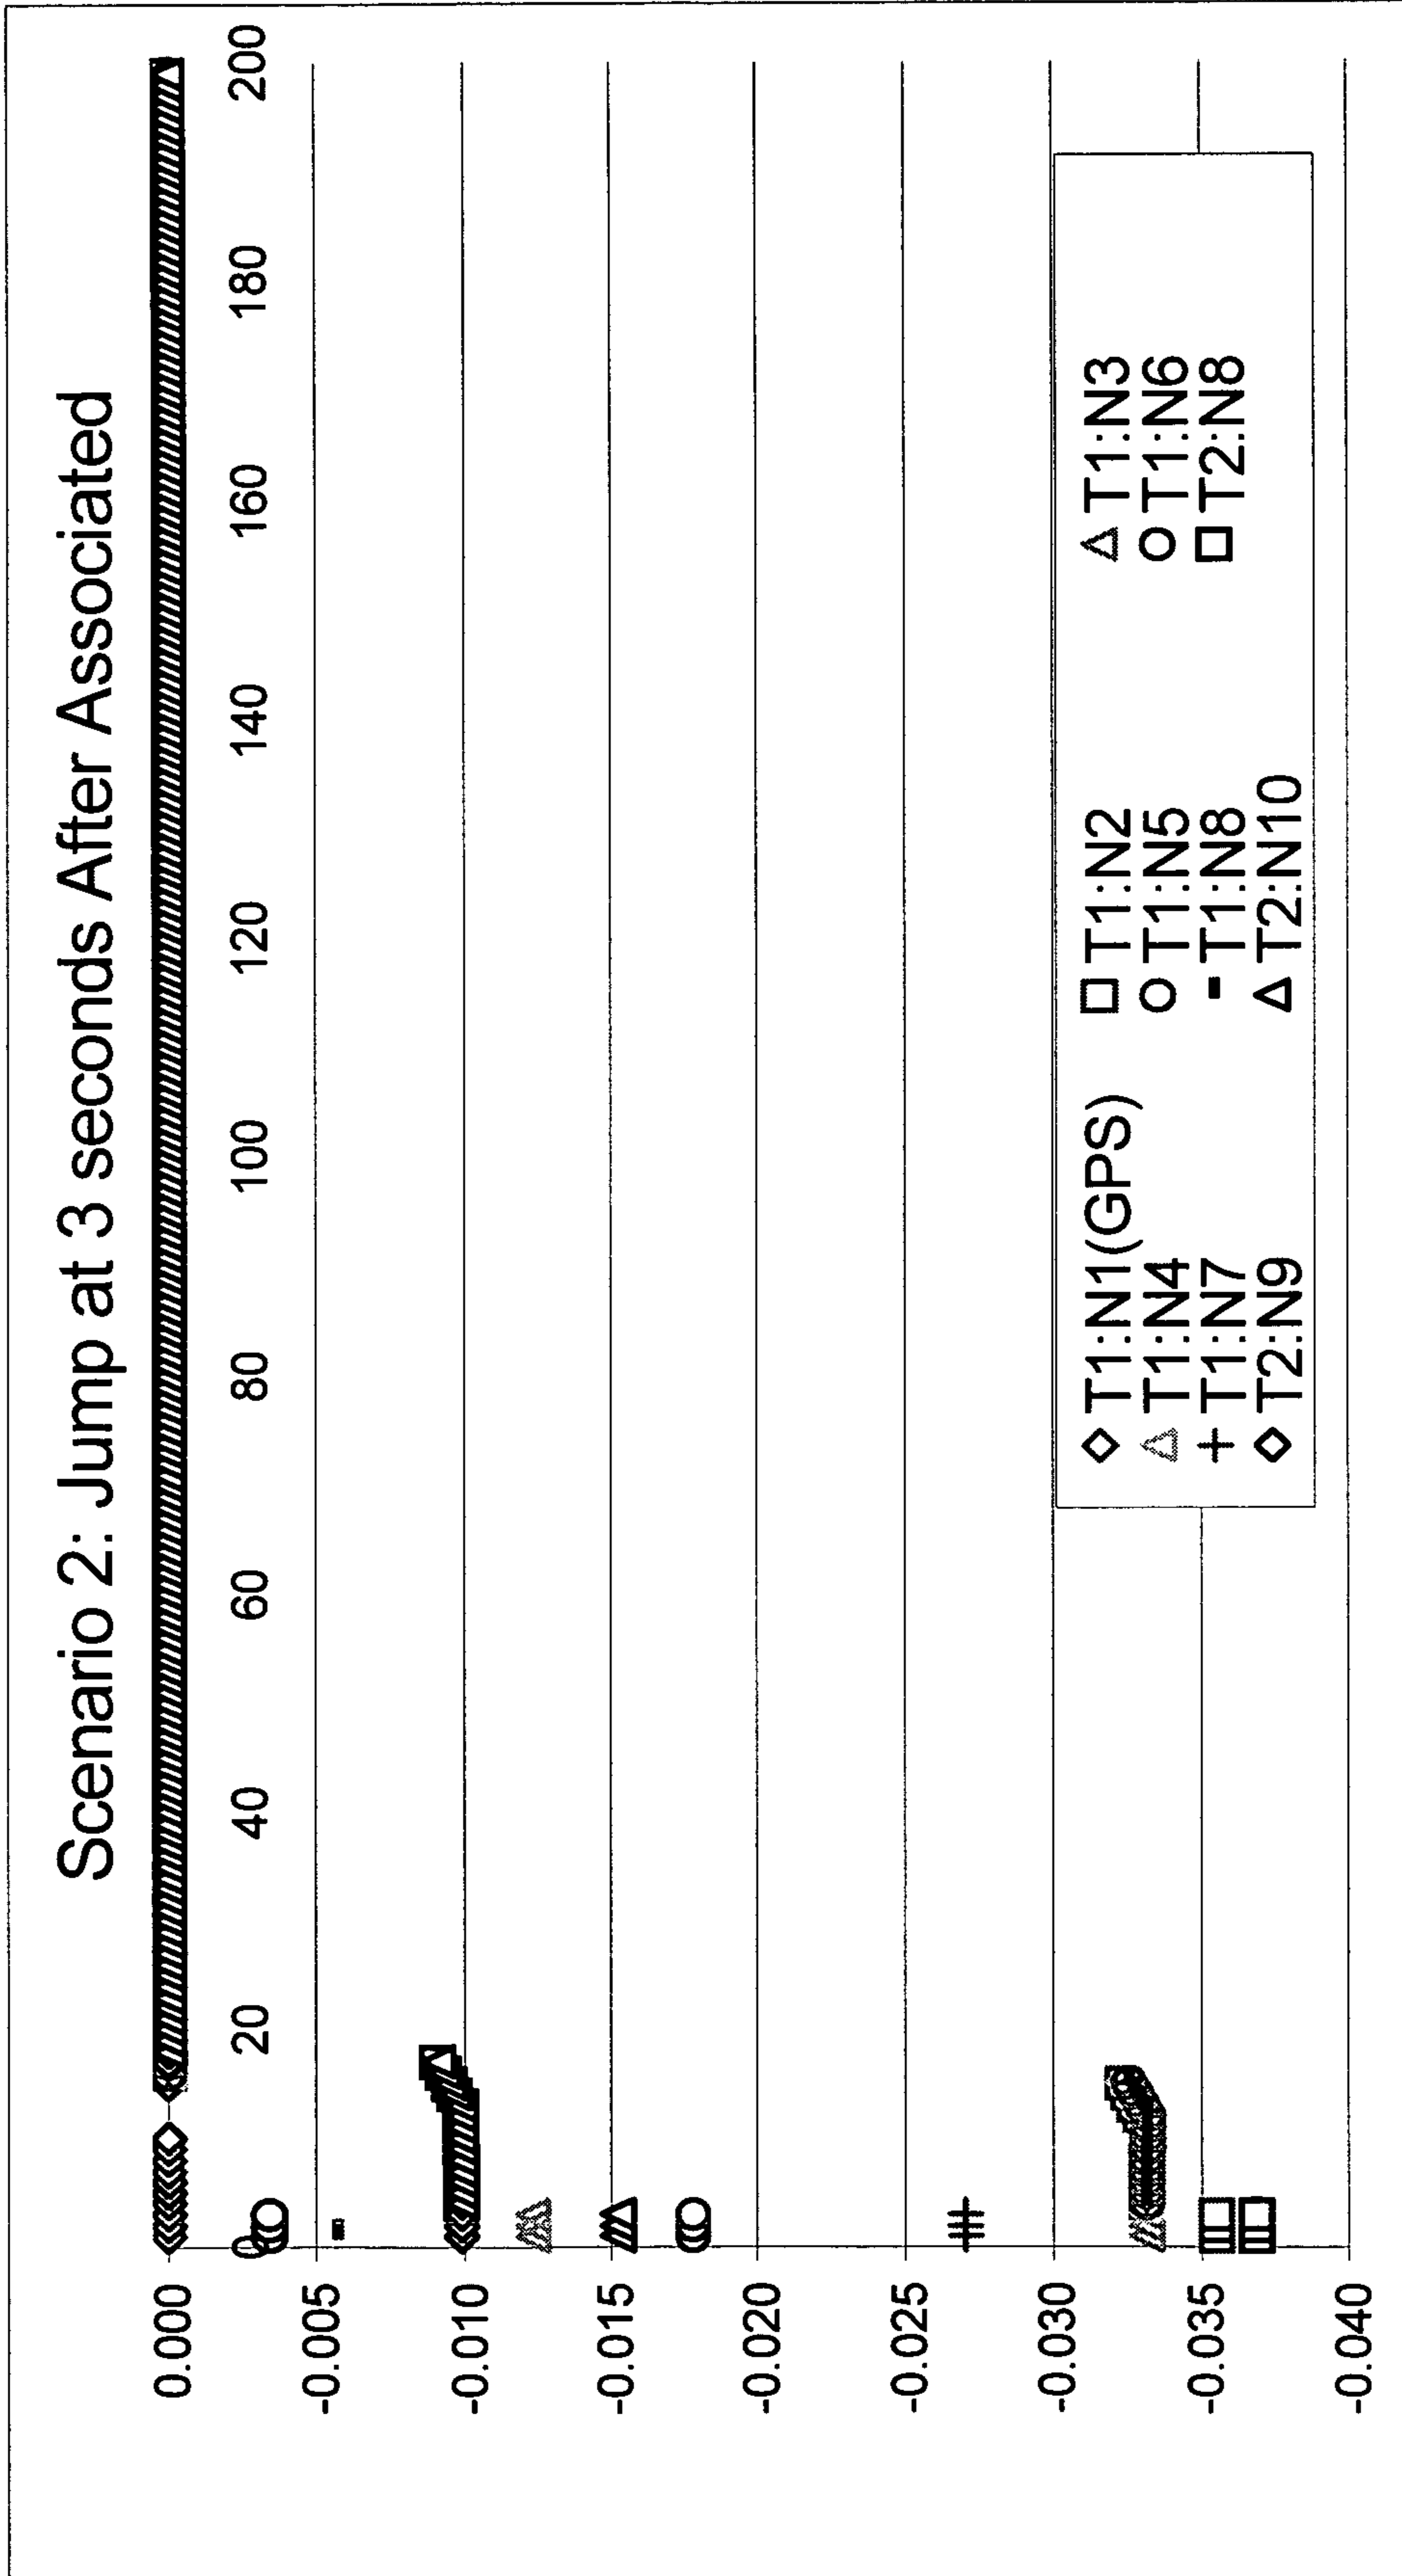 Scenario 2: Jump at 3 seconds After Associated
0.000
-0.005
-0.010
-0.015
-0.020
-0.025
-0.030
-0.035
-0.040
0 20 40 60 80 100 120 140 160 180 200
T1:N1(GPS) T1:N2 T1:N3
T1:N4 T1:N5 T1:N6
T1:N7 T1:N8 T2:N8
T2:N9 T2:N10